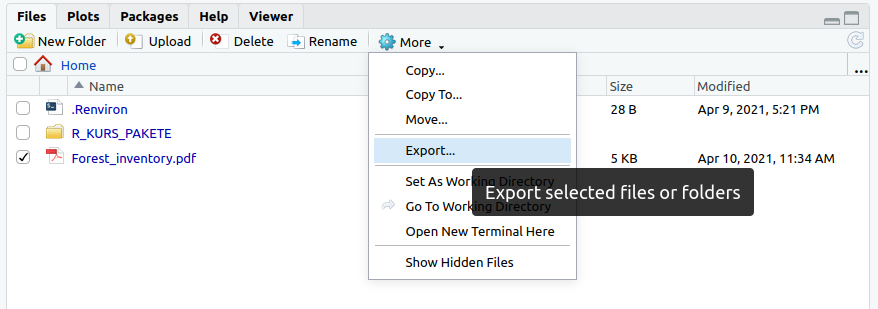 Files Plots Packages Help Viewer
New Folder Upload Delete Rename More
Home ...
Name Size Modified
.Renviron 28 B Apr 9, 2021, 5:21 PM
R_KURS_PAKETE
Forest_inventory.pdf 5 KB Apr 10, 2021, 11:34 AM
Copy...
Copy To...
Move...
Export...
Set As Working Directory
Export selected files or folders
Go To Working Directory
Open New Terminal Here
Show Hidden Files